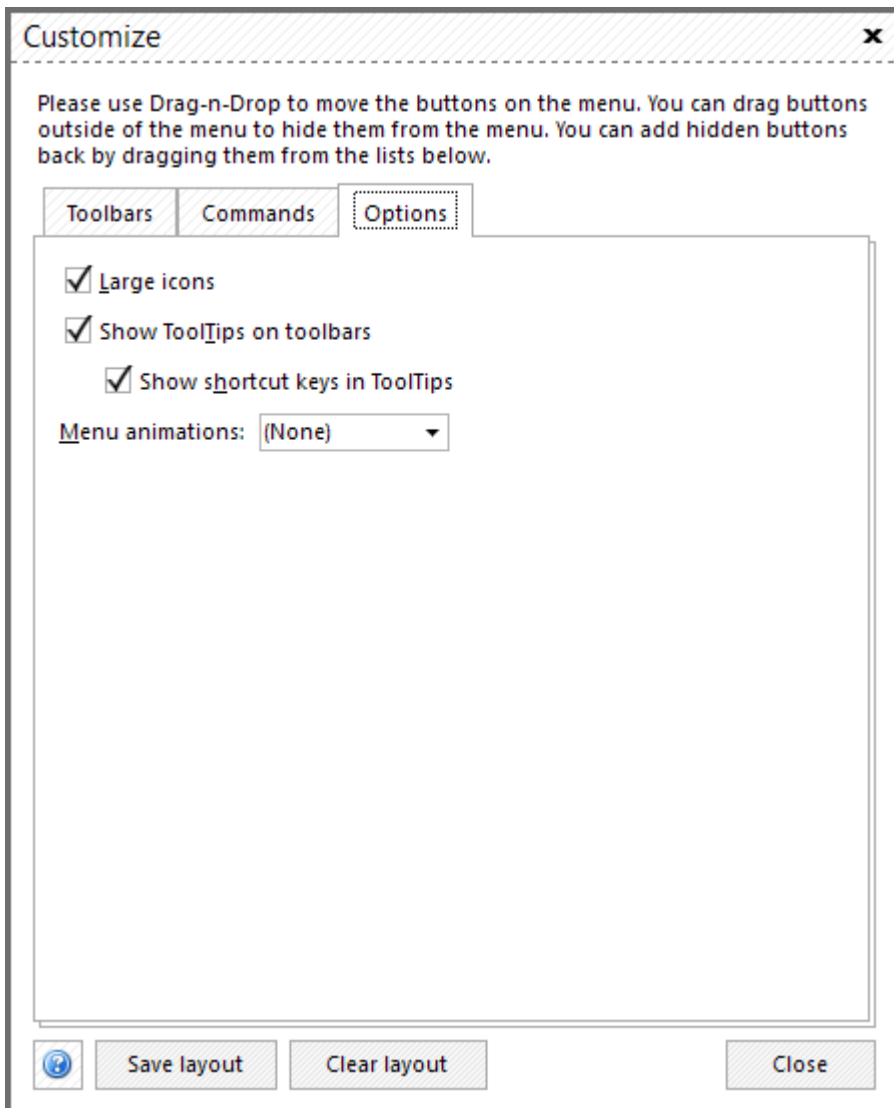 Customize
Please use Drag-n-Drop to move the buttons on the menu. You can drag buttons
outside of the menu to hide them from the menu. You can add hidden buttons
back by dragging them from the lists below.
Toolbars Commands Options
Large icons
Show ToolTips on toolbars
Show shortcut keys in ToolTips
Menu animations: (None)
Save layout Clear layout Close